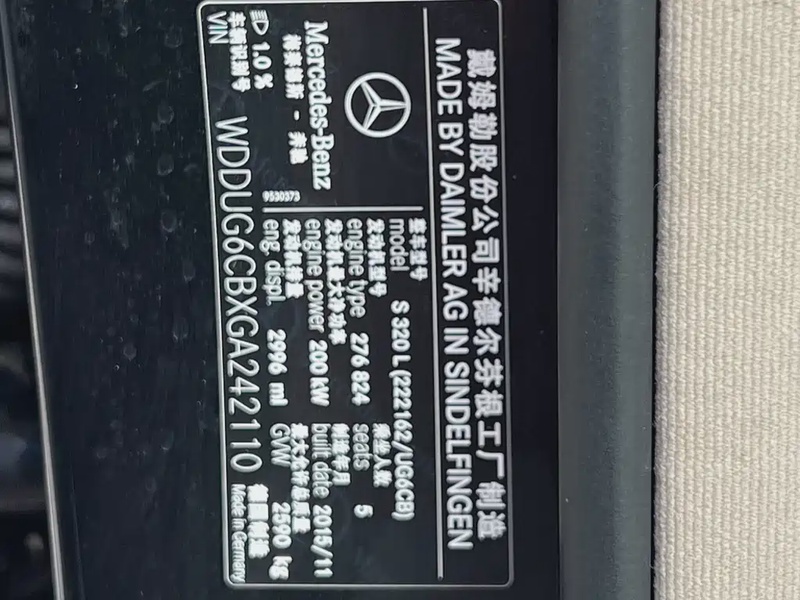 戴姆勒股份公司辛德尔芬根工厂制造
MADE BY DAIMLER AG IN SINDELFINGEN
Mercedes-Benz
梅赛德斯 - 奔驰
1.0 %
9530373
整车型号
model S 320 L (222162/UG6CB)
发动机型号 乘坐人数
engine type 276 824 seats 5
发动机最大净功率 制造年月
engine power 200 kW built date 2015/11
发动机排量 最大允许总质量
eng. displ. 2996 ml GVW 2590 kg
车辆识别号 德国制造
VIN WDDUG6CBXGA242110 Made in Germany